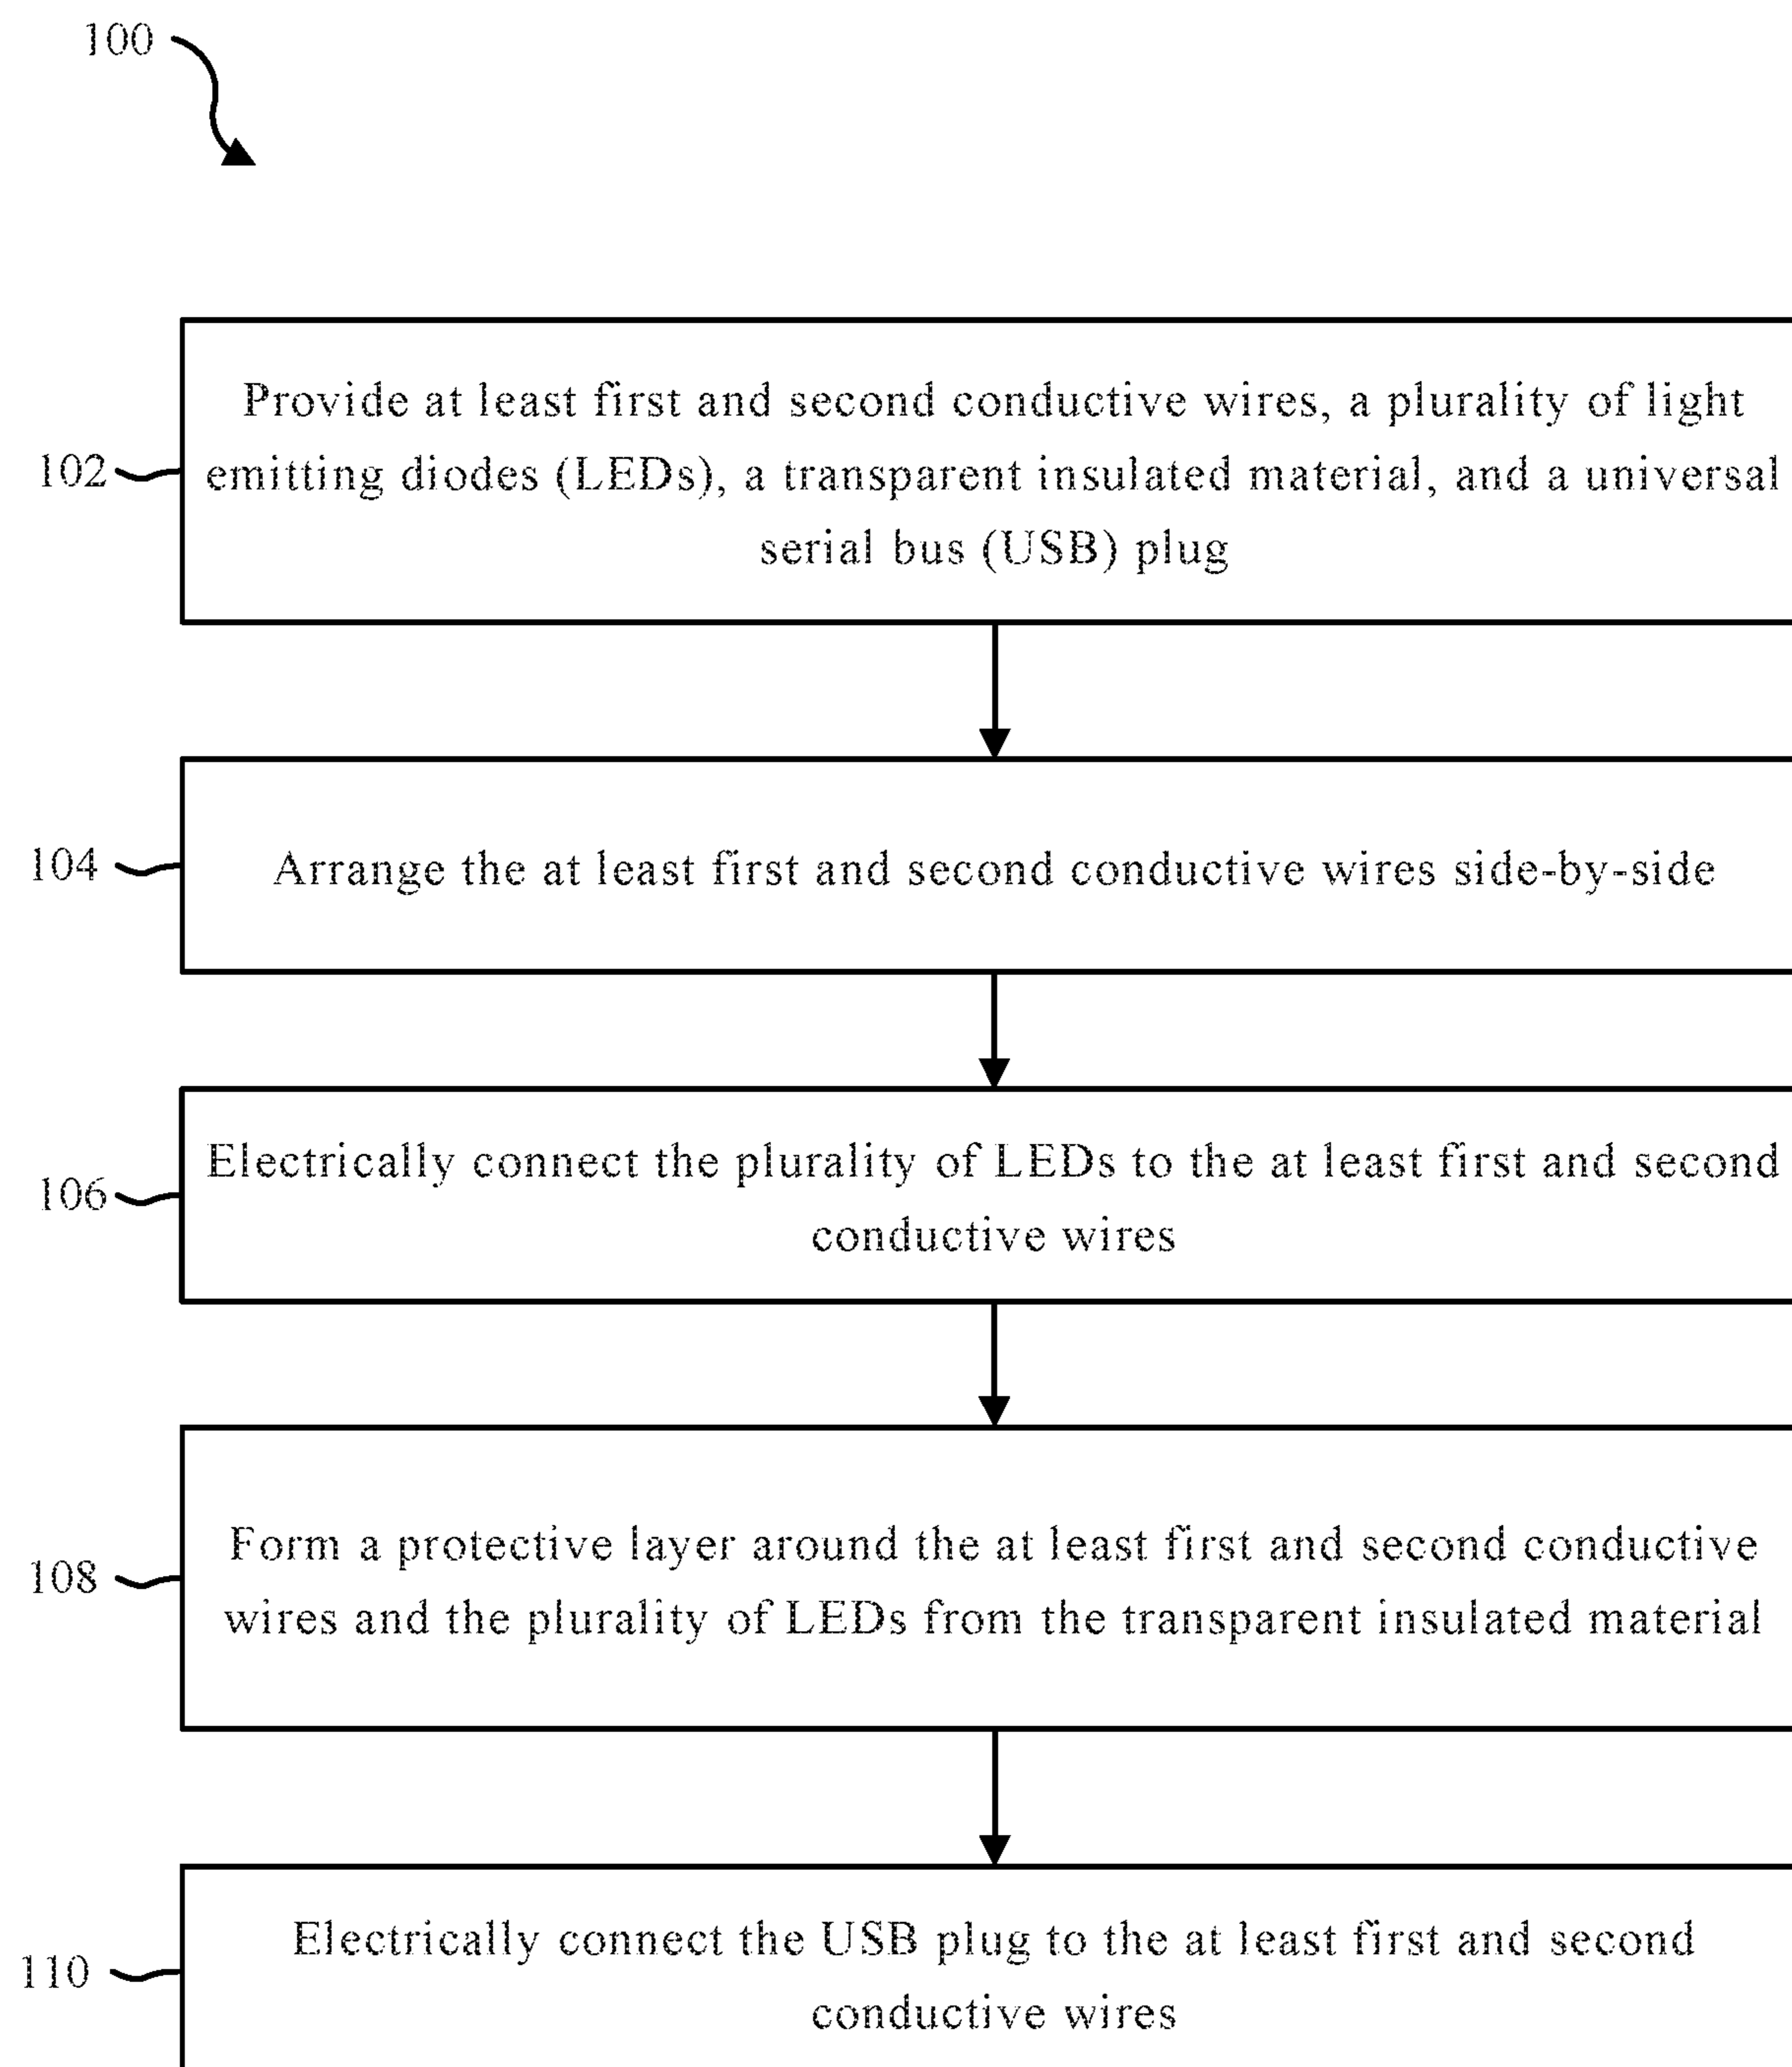 100
102
Provide at least first and second conductive wires, a plurality of light
emitting diodes (LEDs), a transparent insulated material, and a universal
serial bus (USB) plug
104
Arrange the at least first and second conductive wires side-by-side
106
Electrically connect the plurality of LEDs to the at least first and second
conductive wires
108
Form a protective layer around the at least first and second conductive
wires and the plurality of LEDs from the transparent insulated material
110
Electrically connect the USB plug to the at least first and second
conductive wires